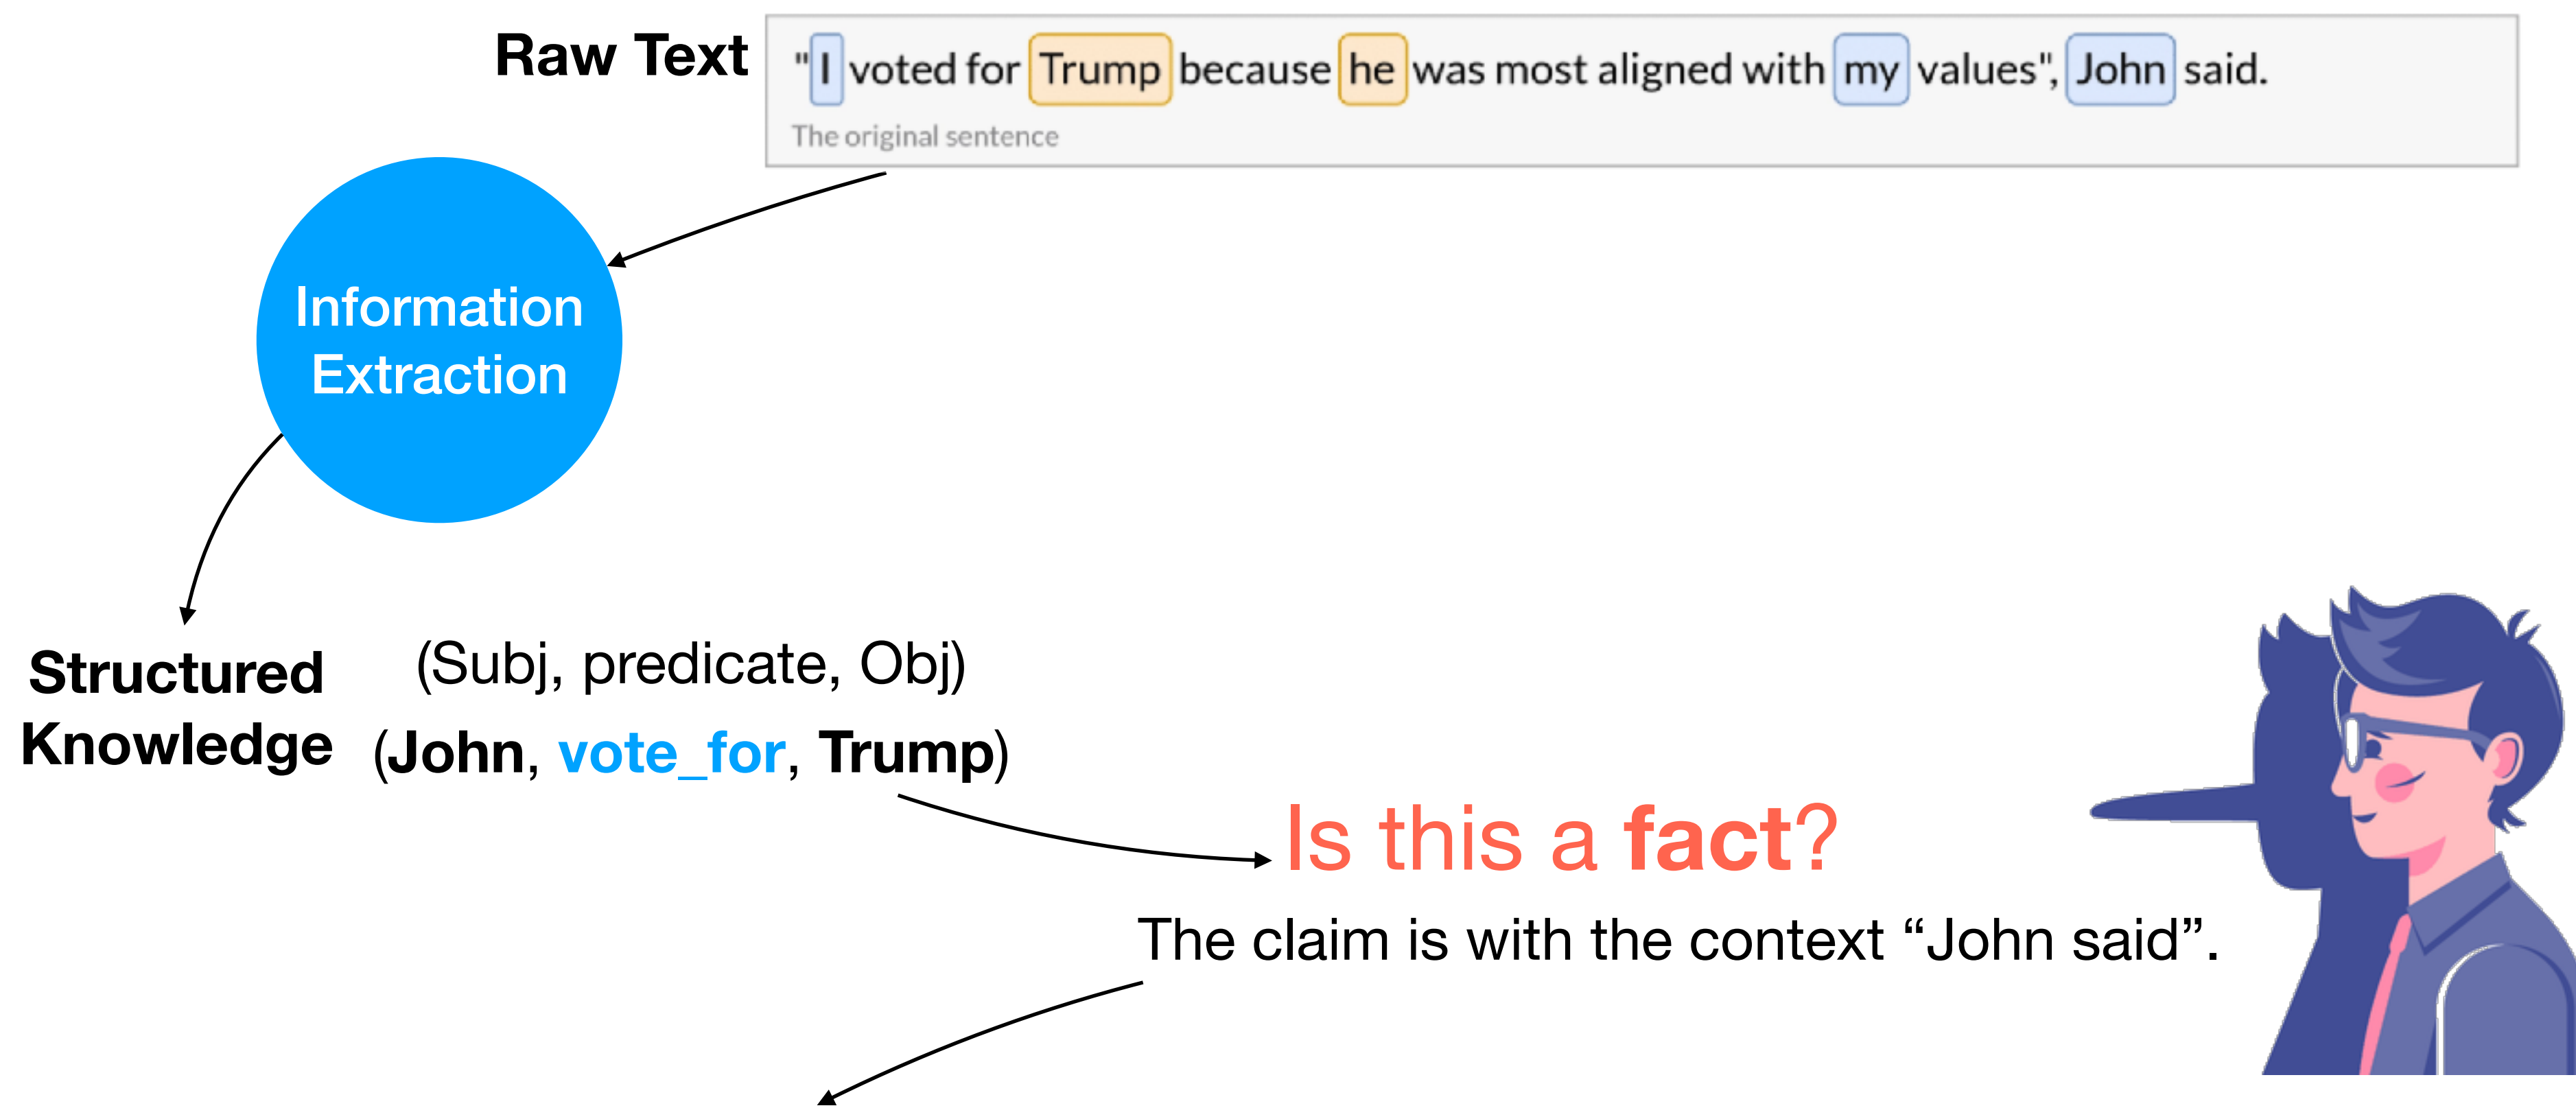 Raw Text
"I voted for Trump because he was most aligned with my values", John said.
The original sentence
Information
Extraction
Structured
Knowledge
(Subj, predicate, Obj)
(John, vote_for, Trump)
Is this a fact?
The claim is with the context “John said”.